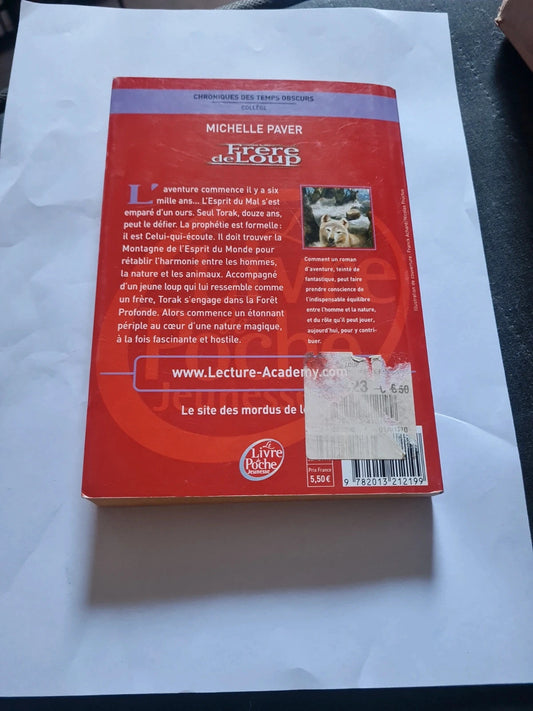 CHRONIQUES DES TEMPS OBSCURS
COLLÈGE
MICHELLE PAVER
Frère
de Loup
L'aventure commence il y a six
mille ans... L'Esprit du Mal s'est
emparé d'un ours. Seul Torak, douze ans,
peut le défier. La prophétie est formelle :
il est Celui-qui-écoute. Il doit trouver la
Montagne de l'Esprit du Monde pour
rétablir l'harmonie entre les hommes,
la nature et les animaux. Accompagné
d'un jeune loup qui lui ressemble comme
un frère, Torak s'engage dans la Forêt
Profonde. Alors commence un étonnant
périple au cœur d'une nature magique,
à la fois fascinante et hostile.
Comment un roman
d'aventure, teinté de
fantastique, peut faire
prendre conscience de
l'indispensable équilibre
entre l'homme et la nature,
et du rôle qu'il peut jouer,
aujourd'hui, pour y contri-
buer.
www.Lecture-Academy.com
Le site des mordus de
Le
Livre
de
Poche
Jeunesse
Prix France
5,50 €
9 782013 212199